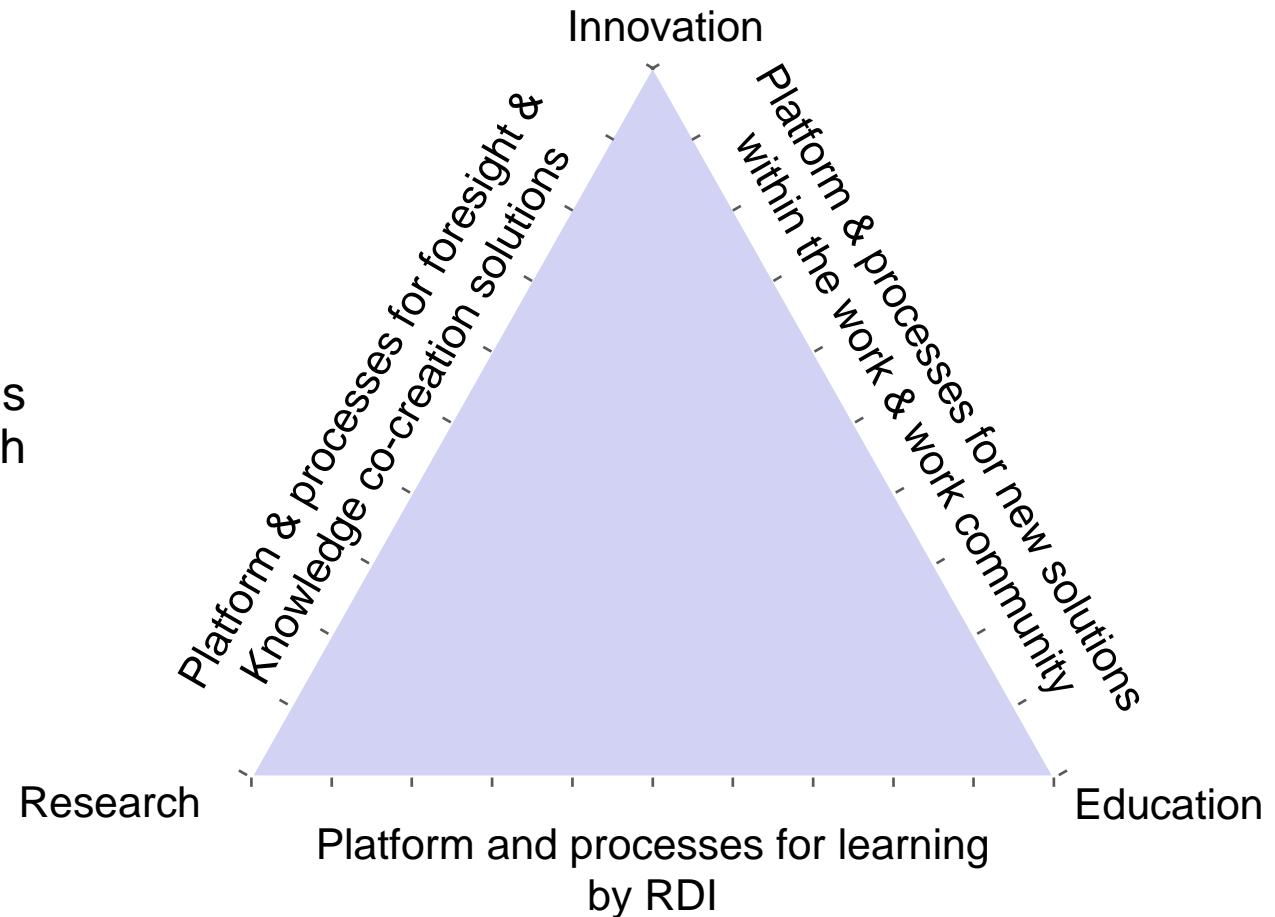 Innovation
Platform & processes for foresight &
Knowledge co-creation solutions
Platform & processes for new solutions
within the work & work community
s
h
Research
Education
Platform and processes for learning
by RDI